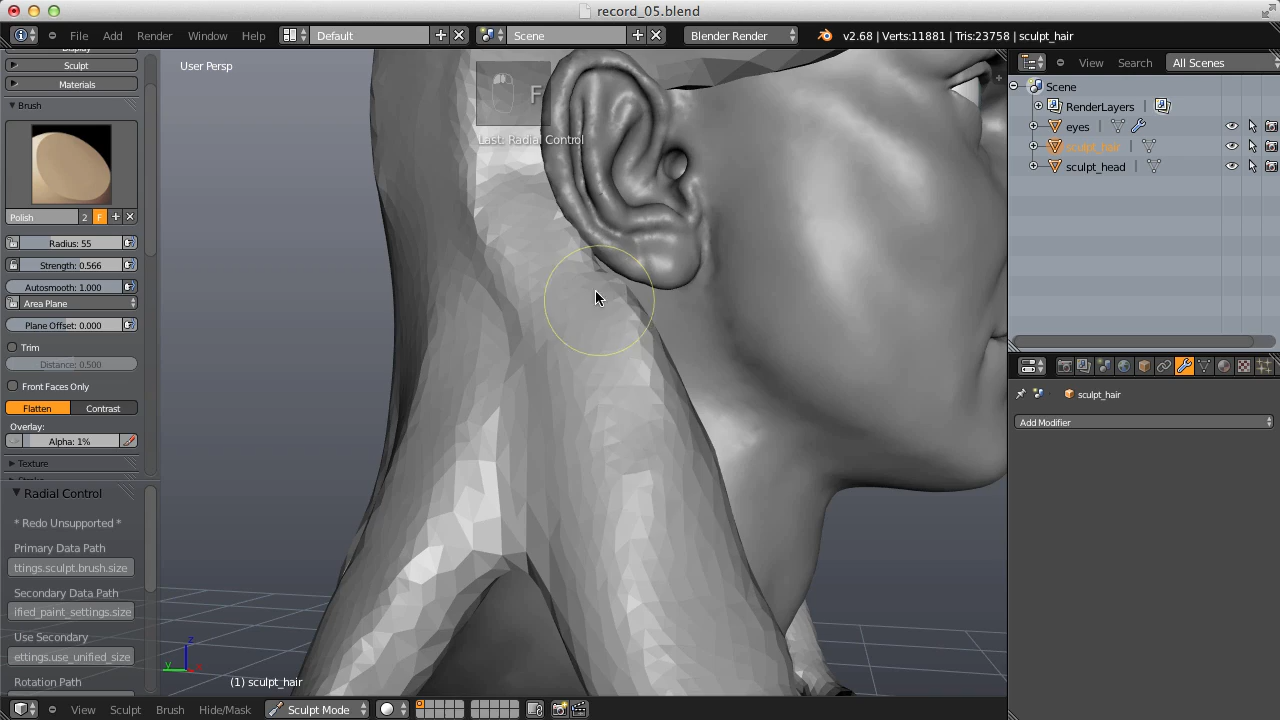 record_05.blend
File Add Render Window Help Default Scene Blender Render v2.68 | Verts:11881 | Tris:23758 | sculpt_hair
Display
Sculpt
Materials
Brush
Polish 2 F
Radius: 55
Strength: 0.566
Autosmooth: 1.000
Area Plane
Plane Offset: 0.000
Trim
Distance: 0.500
Front Faces Only
Flatten Contrast
Overlay:
Alpha: 1%
Texture
Radial Control
* Redo Unsupported *
Primary Data Path
ttings.sculpt.brush.size
Secondary Data Path
ified_paint_settings.size
Use Secondary
ettings.use_unified_size
Rotation Path
User Persp
F
Last: Radial Control
(1) sculpt_hair
View Sculpt Brush Hide/Mask Sculpt Mode
View Search All Scenes
Scene
RenderLayers |
eyes |
sculpt_hair |
sculpt_head |
sculpt_hair
Add Modifier